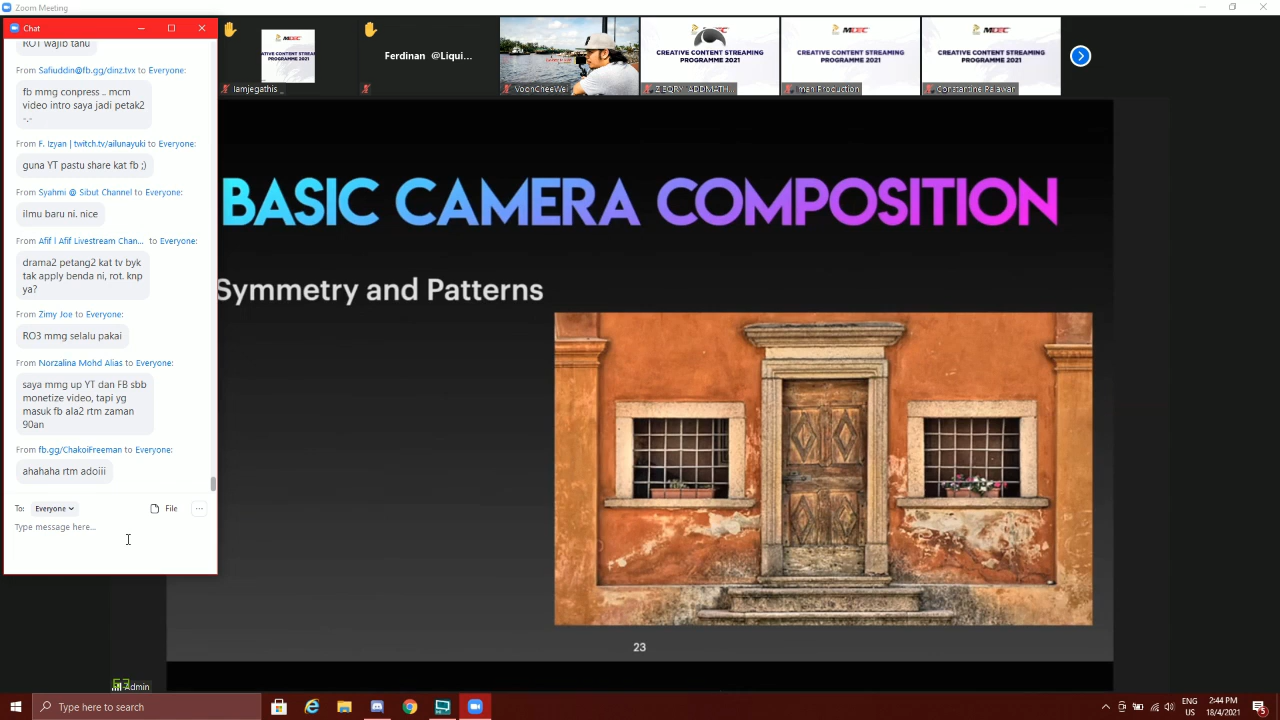 Zoom Meeting
Chat
ROT wajib tahu
From Safiuddin@fb.gg/dinz.tvx to Everyone:
fb mmg conpress .. mcm
video intro saya jadi petak2
-.-
From F. Izyan | twitch.tv/ailunayuki to Everyone:
guna YT pastu share kat fb ;)
From Syahmi @ Sibut Channel to Everyone:
ilmu baru ni. nice
From Afif l Afif Livestream Chan... to Everyone:
drama2 petang2 kat tv byk
tak apply benda ni, rot. knp
ya?
From Zimy Joe to Everyone:
RO3 mmg selalu pakai
From Norzalina Mohd Alias to Everyone:
saya mmg up YT dan FB sbb
monetize video, tapi yg
masuk fb ala2 rtm zaman
90an
From fb.gg/ChakoiFreeman to Everyone:
ahahaha rtm adoiii
To: Everyone
File
Type message here...
Iamjegathis
Ferdinan @Liqui...
VoonCheeWei
CREATIVE CONTENT STREAMING
PROGRAMME 2021
MDEC
CREATIVE CONTENT STREAMING
PROGRAMME 2021
Iman Production
MDEC
CREATIVE CONTENT STREAMING
PROGRAMME 2021
Constantine Palawan
BASIC CAMERA COMPOSITION
Symmetry and Patterns
23
Admin
Type here to search
ENG
US
2:44 PM
18/4/2021
5